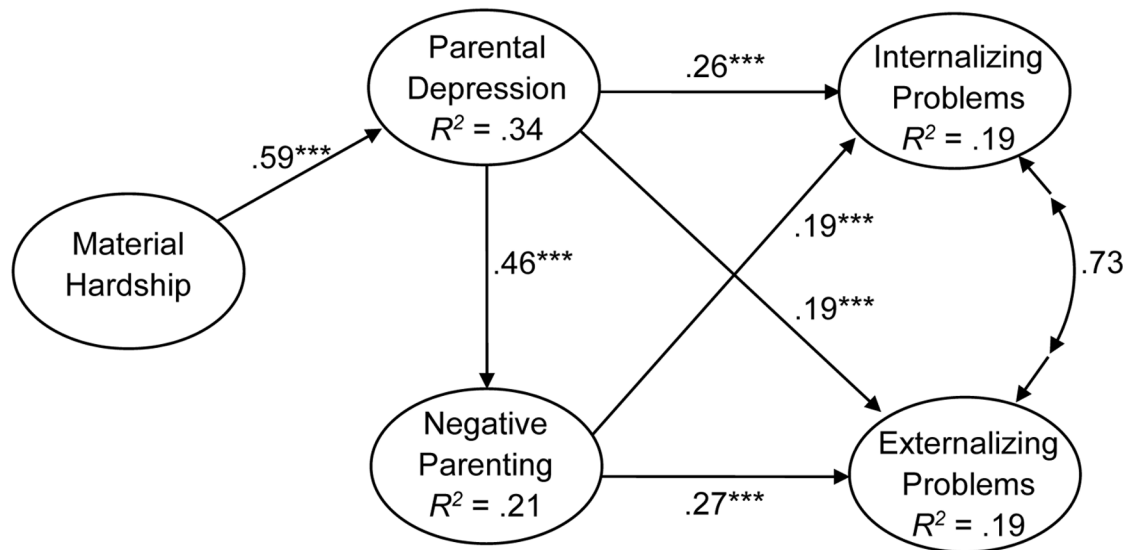 Parental
Depression
R² = .34
.26***
Internalizing
Problems
R² = .19
.59***
Material
Hardship
.46***
.19***
.19***
.73
Negative
Parenting
R² = .21
.27***
Externalizing
Problems
R² = .19